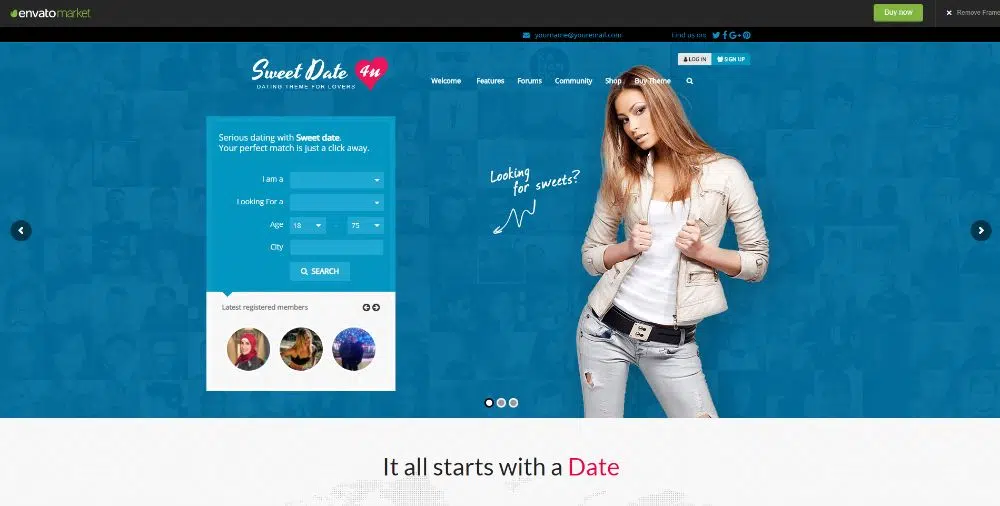 envato market
Buy now
Remove Frame
yourname@youremail.com
Find us on:
LOG IN
SIGN UP
Sweet Date 4u
DATING THEME FOR LOVERS
Welcome
Features
Forums
Community
Shop
Buy Theme
Serious dating with Sweet date.
Your perfect match is just a click away.
I am a
Looking For a
Age 18 - 75
City
SEARCH
Looking
for sweets?
Latest registered members
It all starts with a Date